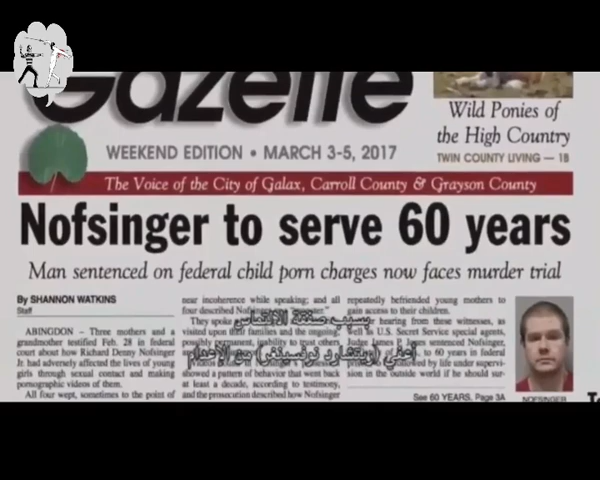 Gazette
Wild Ponies of
the High Country
TWIN COUNTY LIVING — 1B
WEEKEND EDITION • MARCH 3-5, 2017
The Voice of the City of Galax, Carroll County & Grayson County
Nofsinger to serve 60 years
Man sentenced on federal child porn charges now faces murder trial
By SHANNON WATKINS
Staff
ABINGDON – Three mothers and a
grandmother testified Feb. 28 in federal
court about how Richard Denny Nofsinger
Jr. had adversely affected the lives of young
girls through sexual contact and making
pornographic videos of them.
All four wept, sometimes to the point of
near incoherence while speaking; and all
four described
They spoke
visited upon their families and the ongoing,
possibly permanent, inability to trust others
showed a pattern of behavior that went back
at least a decade, according to testimony,
and the prosecution described how Nofsinger
repeatedly befriended young mothers to
gain access to their children.
hearing from these witnesses, as
well as U.S. Secret Service special agents,
Judge James P. Jones sentenced Nofsinger,
to 60 years in federal
followed by life under supervi-
sion in the outside world if he should sur-
See 60 YEARS, Page 3A
NOFSINGER
بسبب صفقة الالتماس
أعفي (ريتشارد نوفسينغر) من الإعدام